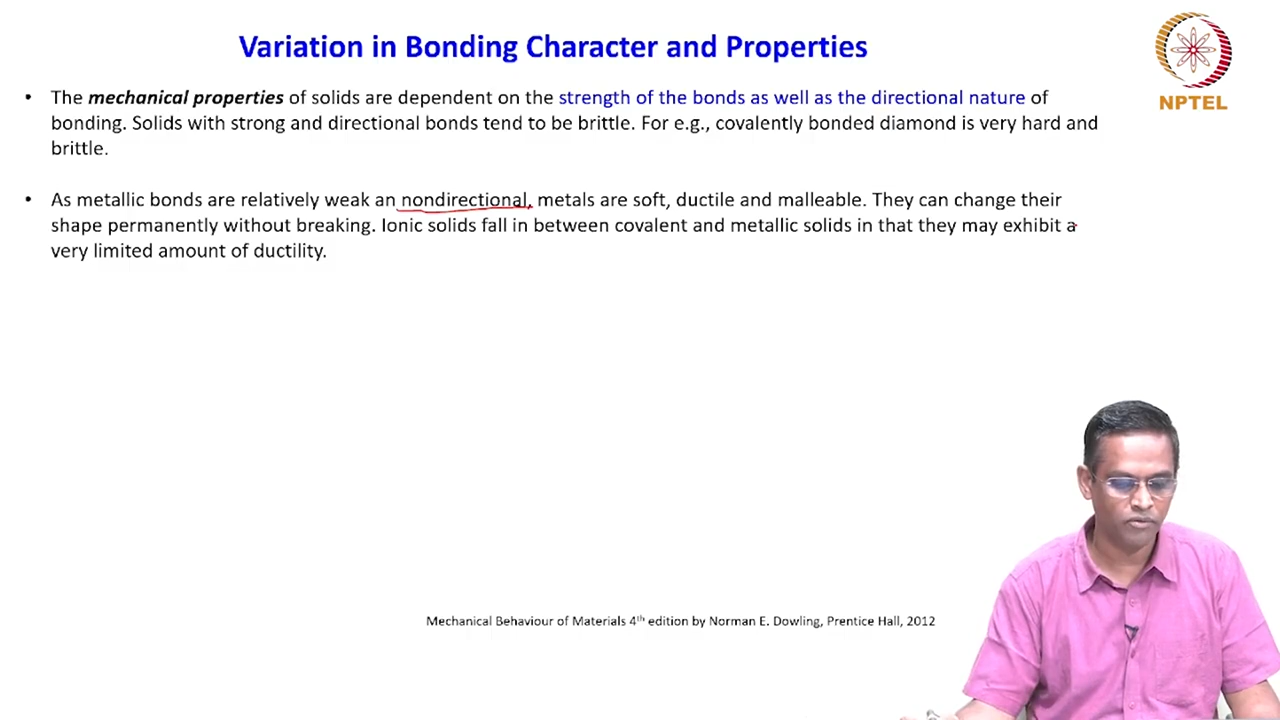 Variation in Bonding Character and Properties
NPTEL
• The mechanical properties of solids are dependent on the strength of the bonds as well as the directional nature of
bonding. Solids with strong and directional bonds tend to be brittle. For e.g., covalently bonded diamond is very hard and
brittle.
• As metallic bonds are relatively weak an nondirectional, metals are soft, ductile and malleable. They can change their
shape permanently without breaking. Ionic solids fall in between covalent and metallic solids in that they may exhibit a
very limited amount of ductility.
Mechanical Behaviour of Materials 4th edition by Norman E. Dowling, Prentice Hall, 2012